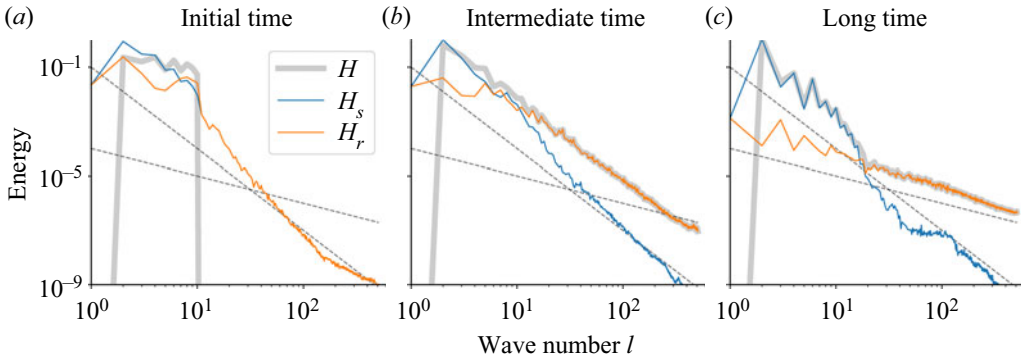 (a) Initial time
(b) Intermediate time
(c) Long time
H
H_s
H_r
Energy
10^{-1}
10^{-5}
10^{-9}
10^0 10^1 10^2
10^0 10^1 10^2
10^0 10^1 10^2
Wave number l